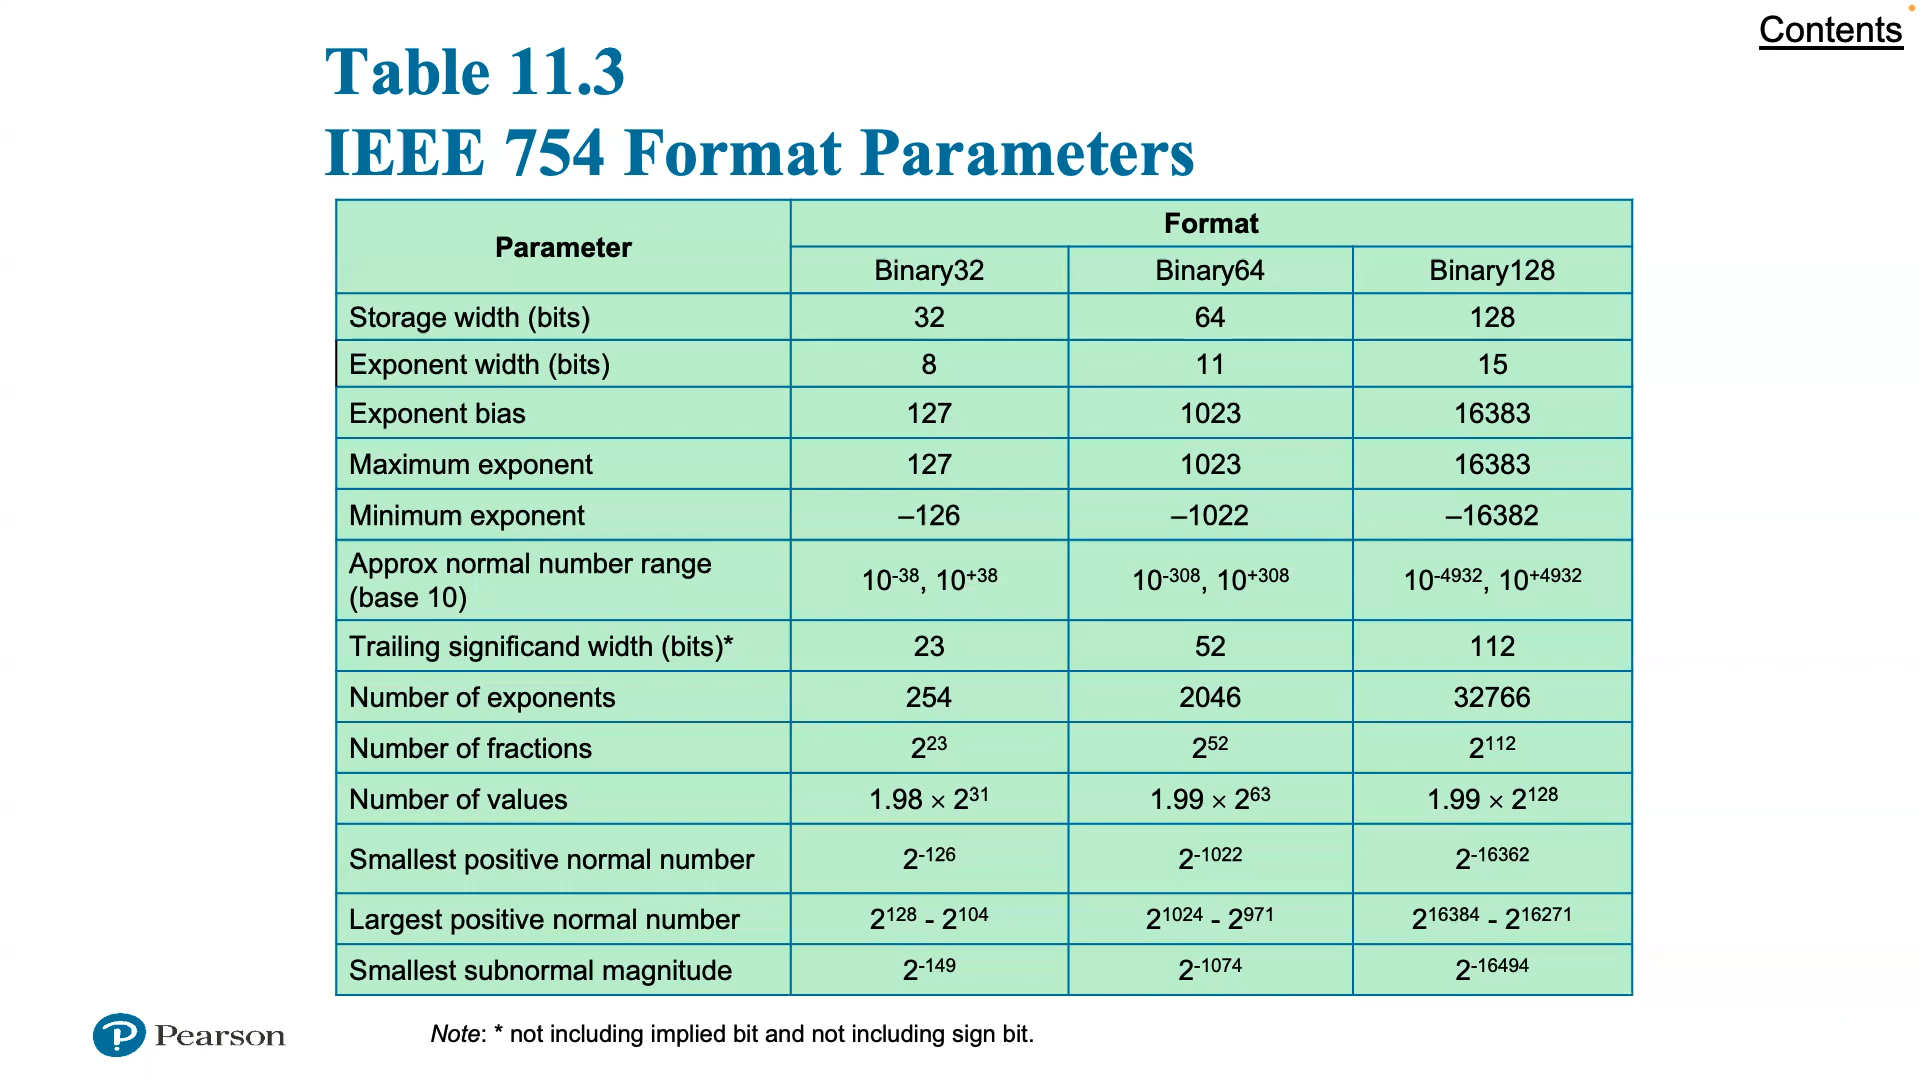 Contents
Table 11.3
IEEE 754 Format Parameters
Parameter
Format
Binary32 Binary64 Binary128
Storage width (bits) 32 64 128
Exponent width (bits) 8 11 15
Exponent bias 127 1023 16383
Maximum exponent 127 1023 16383
Minimum exponent –126 –1022 –16382
Approx normal number range
(base 10) 10⁻³⁸, 10⁺³⁸ 10⁻³⁰⁸, 10⁺³⁰⁸ 10⁻⁴⁹³², 10⁺⁴⁹³²
Trailing significand width (bits)* 23 52 112
Number of exponents 254 2046 32766
Number of fractions 2²³ 2⁵² 2¹¹²
Number of values 1.98 × 2³¹ 1.99 × 2⁶³ 1.99 × 2¹²⁸
Smallest positive normal number 2⁻¹²⁶ 2⁻¹⁰²² 2⁻¹⁶³⁶²
Largest positive normal number 2¹²⁸ - 2¹⁰⁴ 2¹⁰²⁴ - 2⁹⁷¹ 2¹⁶³⁸⁴ - 2¹⁶²⁷¹
Smallest subnormal magnitude 2⁻¹⁴⁹ 2⁻¹⁰⁷⁴ 2⁻¹⁶⁴⁹⁴
Pearson
Note: * not including implied bit and not including sign bit.